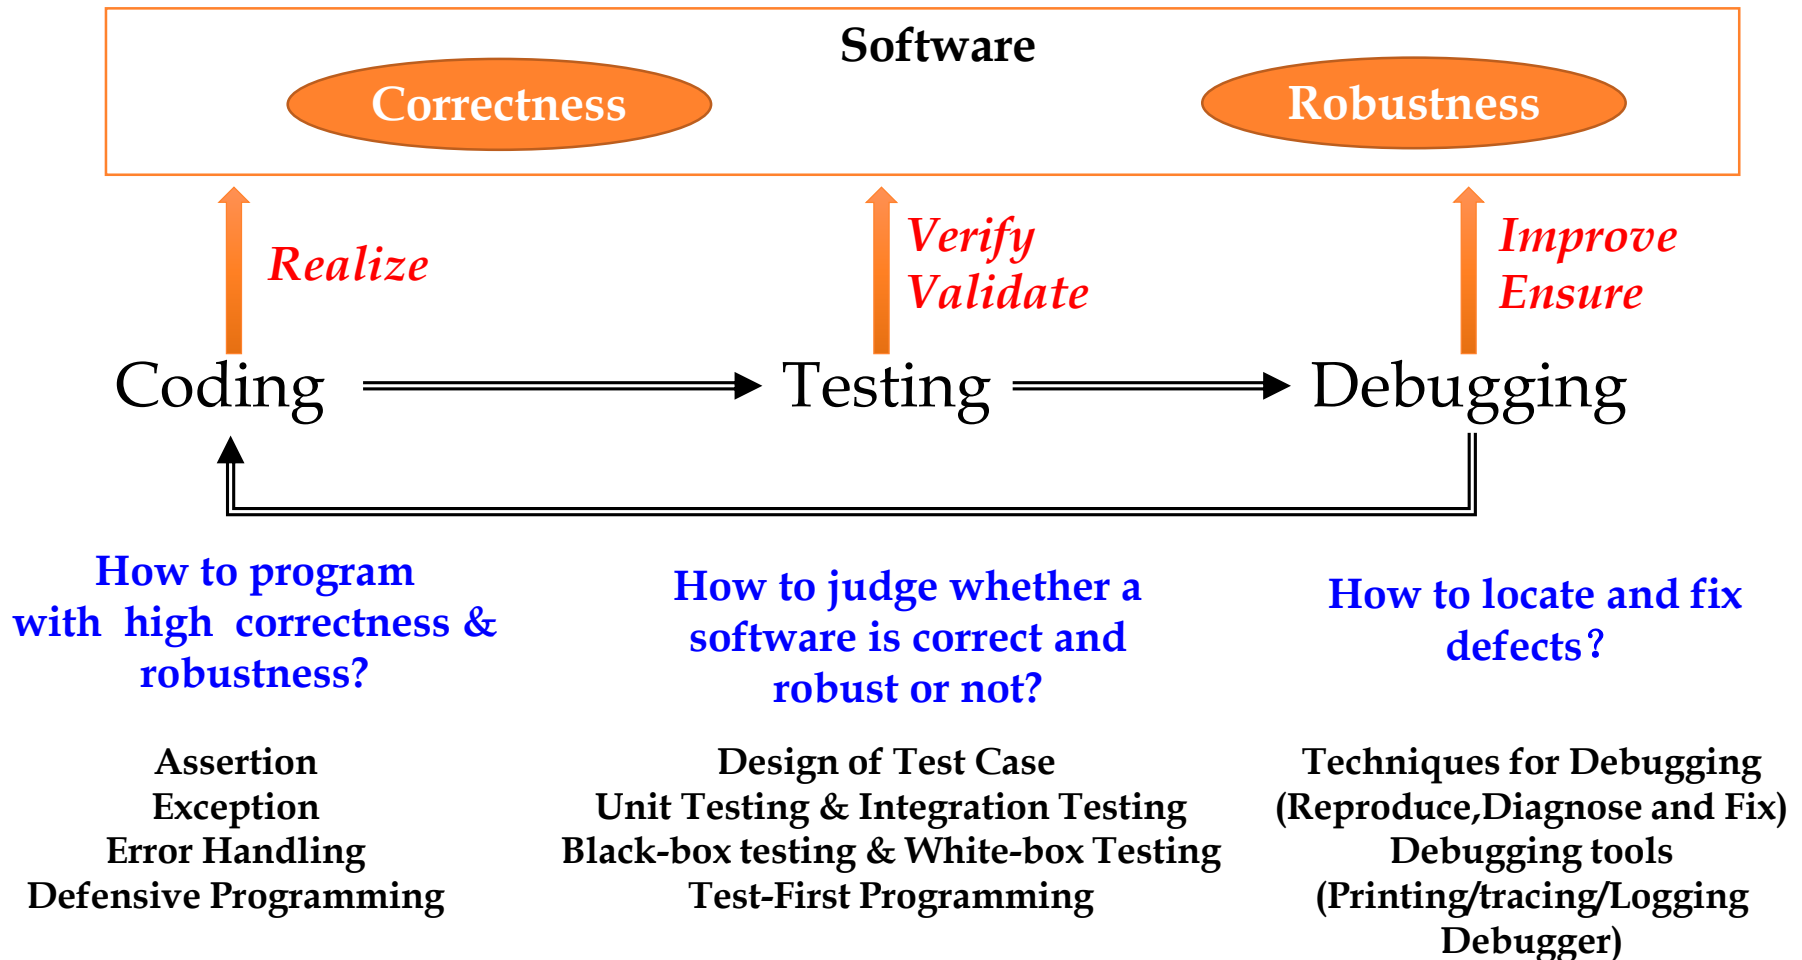 Software
Correctness
Robustness
Realize
Verify
Validate
Improve
Ensure
Coding
Testing
Debugging
How to program
with high correctness &
robustness?
How to judge whether a
software is correct and
robust or not?
How to locate and fix
defects？
Assertion
Exception
Error Handling
Defensive Programming
Design of Test Case
Unit Testing & Integration Testing
Black-box testing & White-box Testing
Test-First Programming
Techniques for Debugging
(Reproduce,Diagnose and Fix)
Debugging tools
(Printing/tracing/Logging
Debugger)